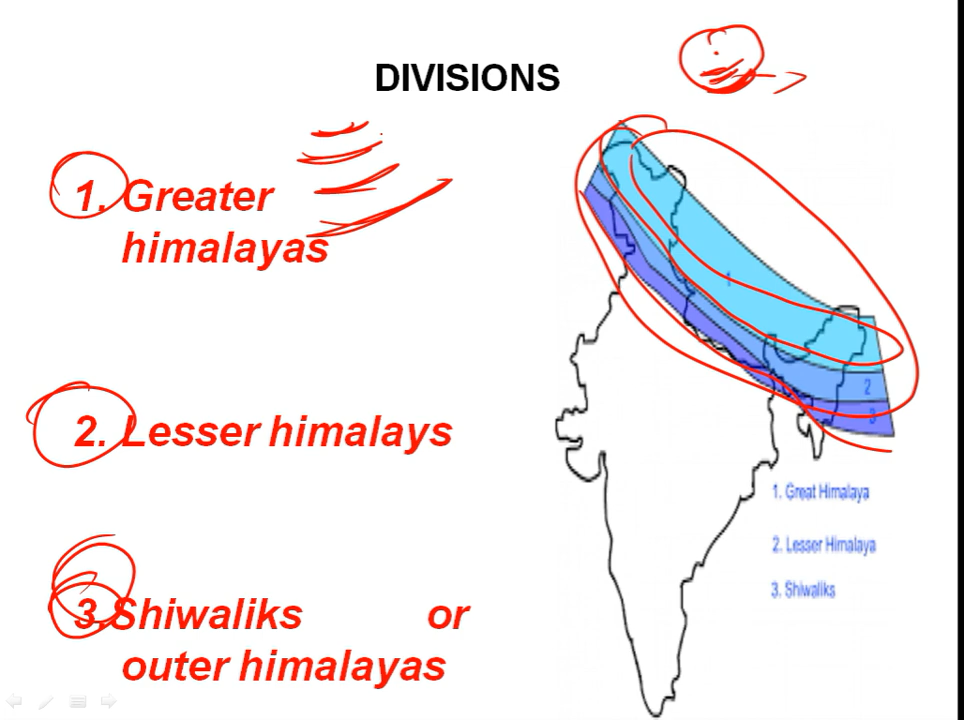 DIVISIONS
1. Greater
himalayas
2. Lesser himalays
3.Shiwaliks or
outer himalayas
1
2
3
1. Great Himalaya
2. Lesser Himalaya
3. Shiwaliks